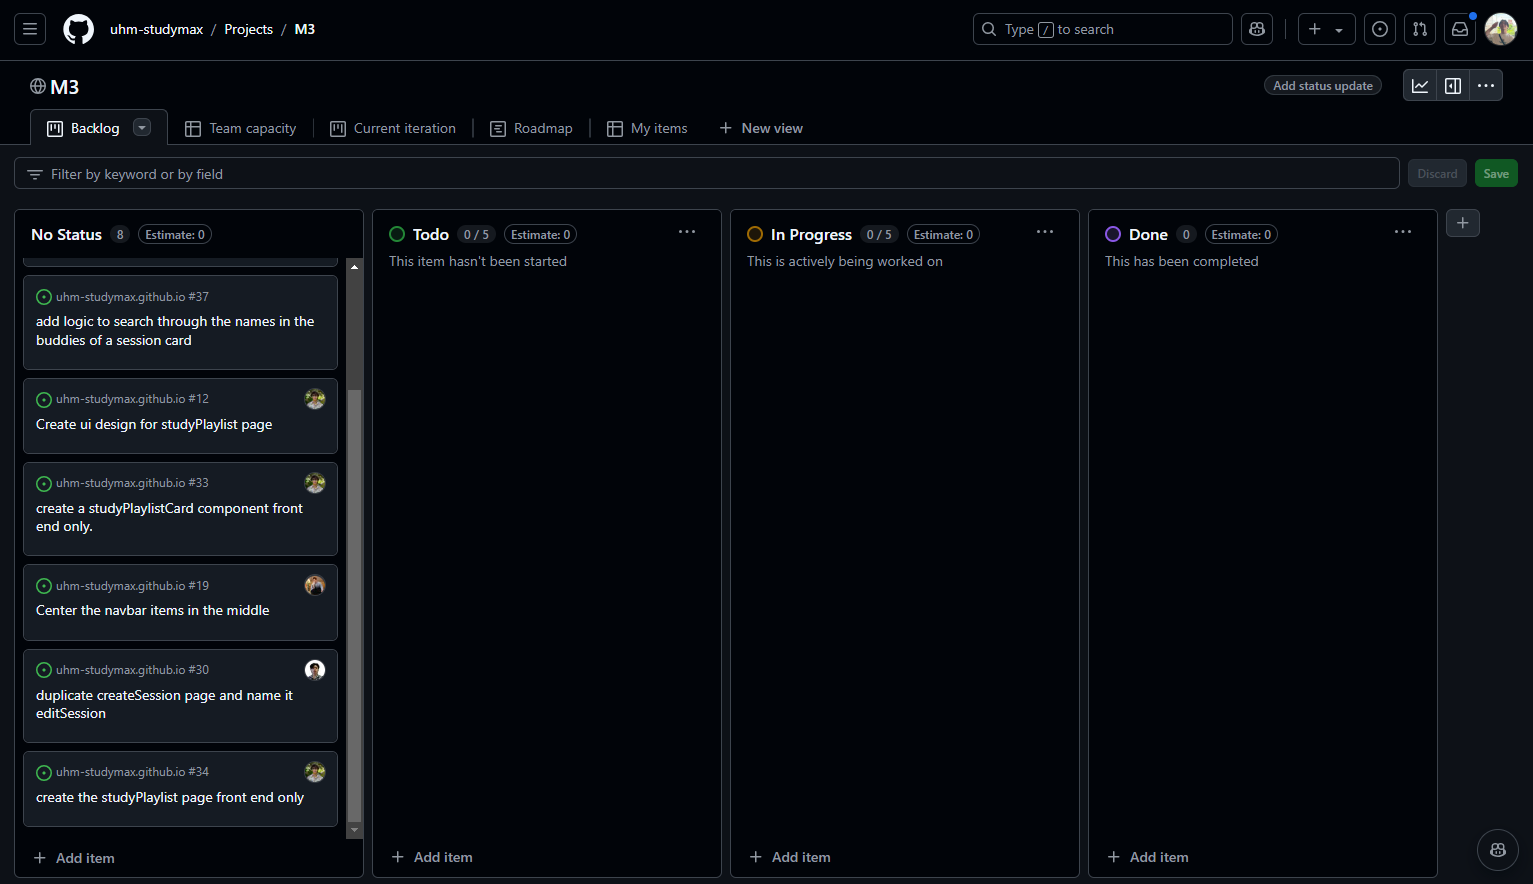 uhm-studymax / Projects / M3
Type / to search
M3
Add status update
Backlog
Team capacity
Current iteration
Roadmap
My items
New view
Filter by keyword or by field
Discard
Save
No Status 8 Estimate: 0
uhm-studymax.github.io #37
add logic to search through the names in the
buddies of a session card
uhm-studymax.github.io #12
Create ui design for studyPlaylist page
uhm-studymax.github.io #33
create a studyPlaylistCard component front
end only.
uhm-studymax.github.io #19
Center the navbar items in the middle
uhm-studymax.github.io #30
duplicate createSession page and name it
editSession
uhm-studymax.github.io #34
create the studyPlaylist page front end only
Add item
Todo 0 / 5 Estimate: 0
This item hasn't been started
Add item
In Progress 0 / 5 Estimate: 0
This is actively being worked on
Add item
Done 0 Estimate: 0
This has been completed
Add item